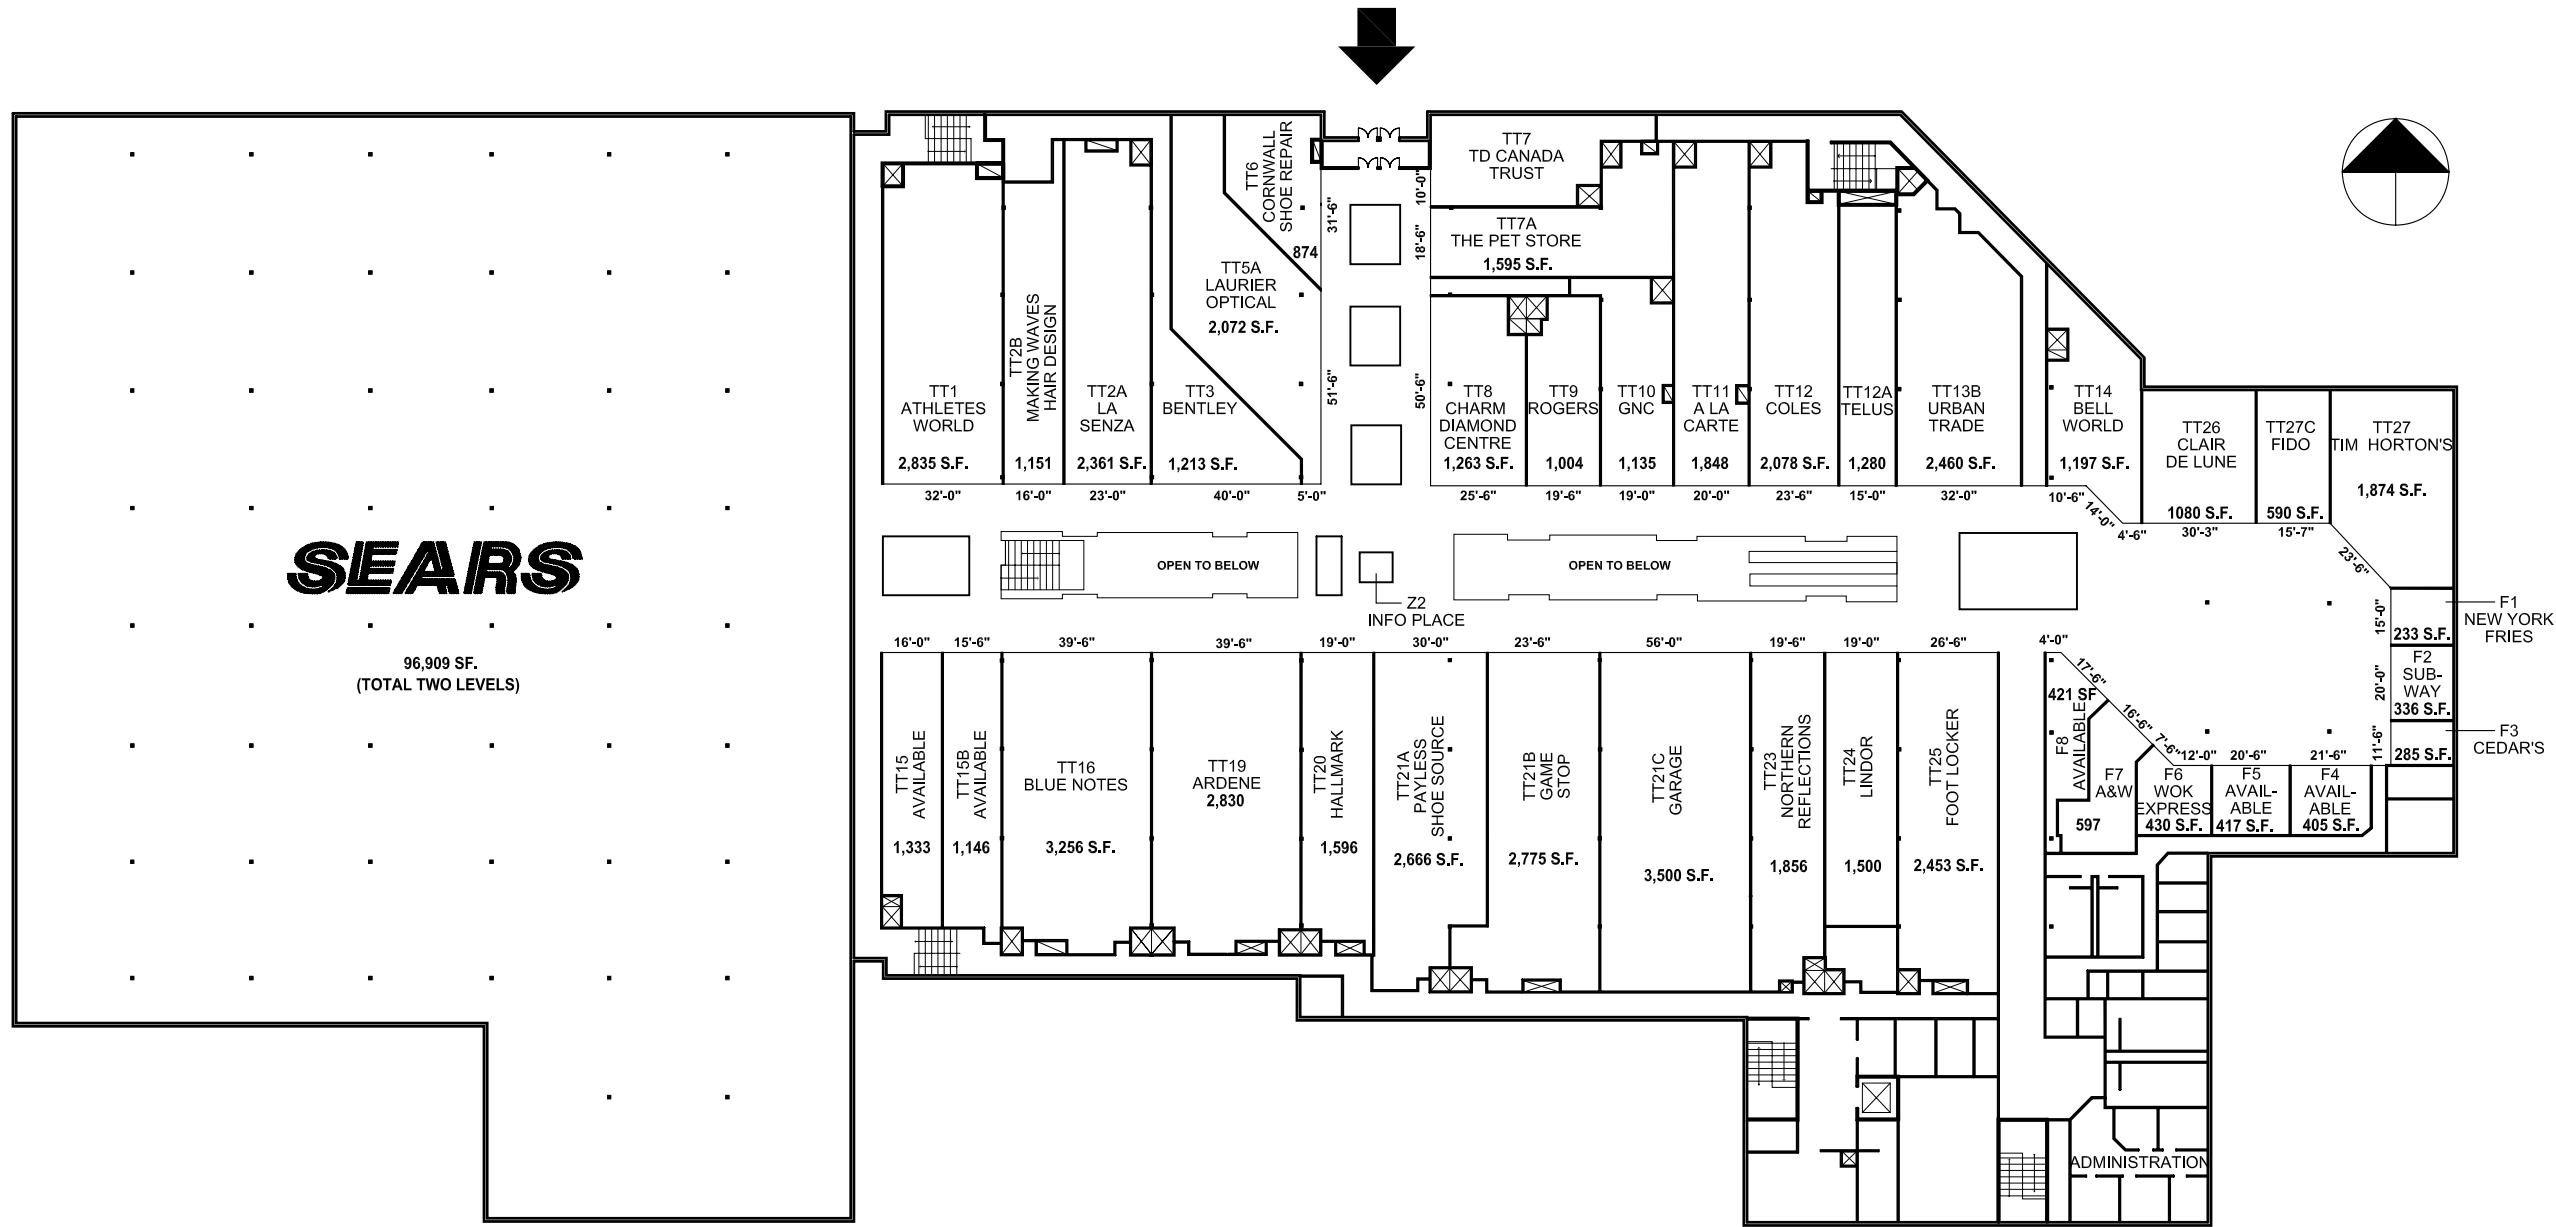 SEARS
96,909 SF.
(TOTAL TWO LEVELS)
TT1
ATHLETES
WORLD
2,835 S.F.
32'-0"
TT2B
MAKING WAVES
HAIR DESIGN
1,151
16'-0"
TT2A
LA
SENZA
2,361 S.F.
23'-0"
TT3
BENTLEY
1,213 S.F.
40'-0"
TT5A
LAURIER
OPTICAL
2,072 S.F.
5'-0"
51'-6"
TT6
CORNWALL
SHOE REPAIR
874
31'-6"
TT7
TD CANADA
TRUST
10'-0"
TT7A
THE PET STORE
1,595 S.F.
18'-6"
50'-6"
TT8
CHARM
DIAMOND
CENTRE
1,263 S.F.
25'-6"
TT9
ROGERS
1,004
19'-6"
TT10
GNC
1,135
19'-0"
TT11
A LA
CARTE
1,848
20'-0"
TT12
COLES
2,078 S.F.
23'-6"
TT12A
TELUS
1,280
15'-0"
TT13B
URBAN
TRADE
2,460 S.F.
32'-0"
TT14
BELL
WORLD
1,197 S.F.
10'-6"
14'-0"
4'-6"
TT26
CLAIR
DE LUNE
1080 S.F.
30'-3"
TT27C
FIDO
590 S.F.
15'-7"
TT27
TIM HORTON'S
1,874 S.F.
23'-6"
OPEN TO BELOW
Z2
INFO PLACE
OPEN TO BELOW
F1
NEW YORK
FRIES
233 S.F.
15'-0"
F2
SUB-
WAY
336 S.F.
20'-0"
F3
CEDAR'S
285 S.F.
11'-6"
16'-0"
TT15
AVAILABLE
1,333
15'-6"
TT15B
AVAILABLE
1,146
39'-6"
TT16
BLUE NOTES
3,256 S.F.
39'-6"
TT19
ARDENE
2,830
19'-0"
TT20
HALLMARK
1,596
30'-0"
TT21A
PAYLESS
SHOE SOURCE
2,666 S.F.
23'-6"
TT21B
GAME
STOP
2,775 S.F.
56'-0"
TT21C
GARAGE
3,500 S.F.
19'-6"
TT23
NORTHERN
REFLECTIONS
1,856
19'-0"
TT24
LINDOR
1,500
26'-6"
TT25
FOOT LOCKER
2,453 S.F.
4'-0"
17'-6"
421 SF
F8
AVAILABLE
16'-6"
F7
A&W
597
7'-6"
12'-0"
F6
WOK
EXPRESS
430 S.F.
20'-6"
F5
AVAIL-
ABLE
417 S.F.
21'-6"
F4
AVAIL-
ABLE
405 S.F.
ADMINISTRATION